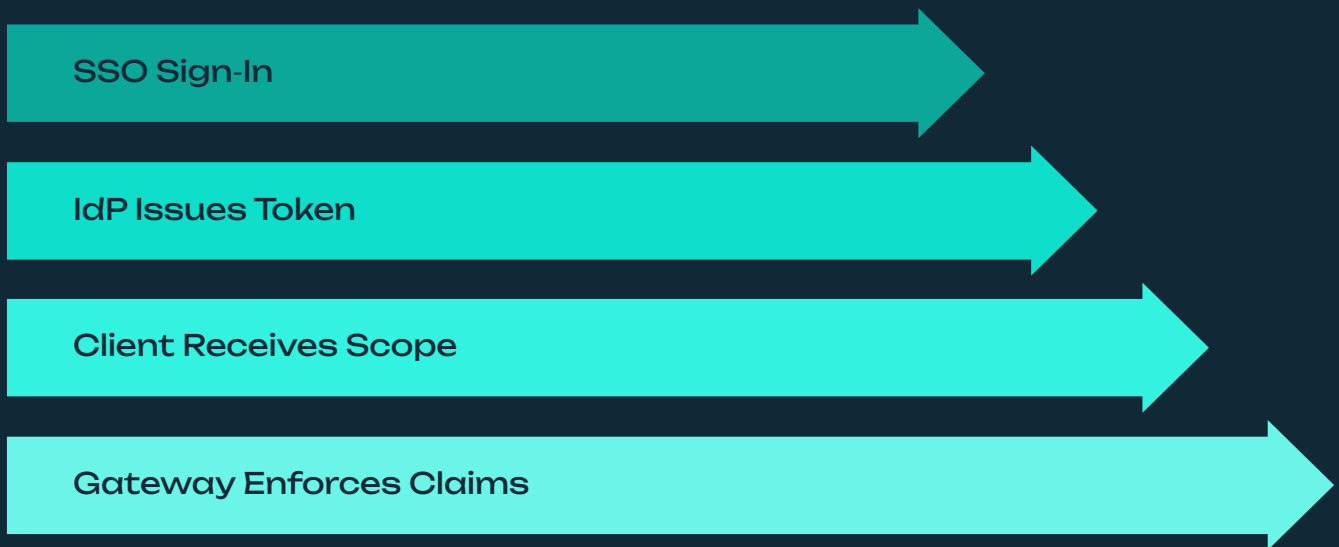 SSO Sign-In
IdP Issues Token
Client Receives Scope
Gateway Enforces Claims